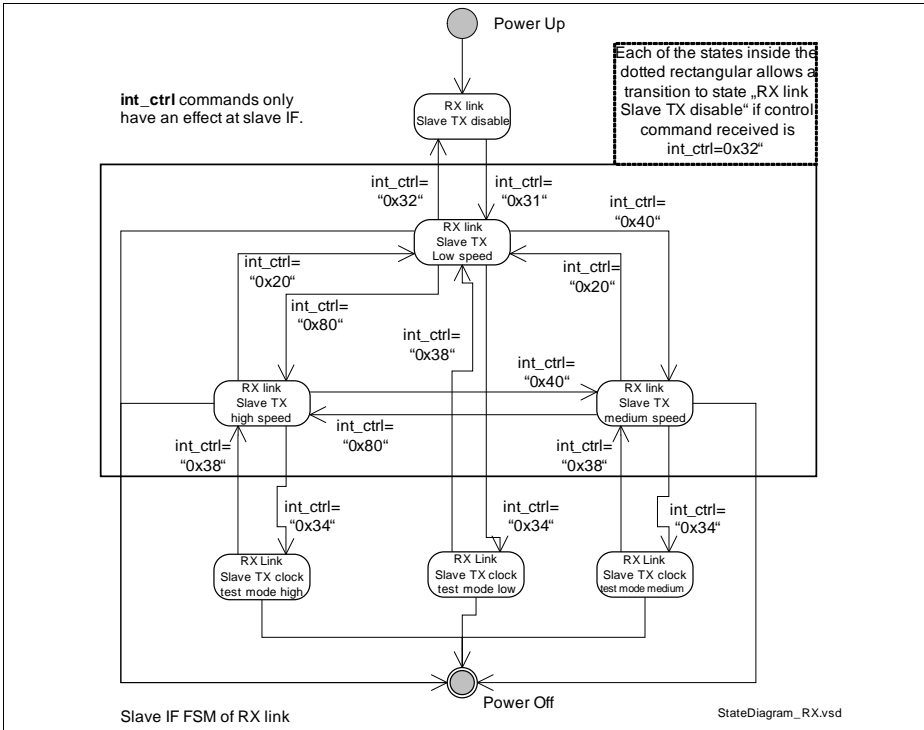 Power Up
Each of the states inside the
dotted rectangular allows a
transition to state „RX link
Slave TX disable“ if control
command received is
int_ctrl=0x32“
int_ctrl commands only
have an effect at slave IF.
RX link
Slave TX disable
int_ctrl=
“0x32“
int_ctrl=
“0x31“
int_ctrl=
“0x40“
RX link
Slave TX
Low speed
int_ctrl=
“0x20“
int_ctrl=
“0x20“
int_ctrl=
“0x80“
int_ctrl=
“0x38“
int_ctrl=
“0x40“
RX link
Slave TX
high speed
RX link
Slave TX
medium speed
int_ctrl=
“0x80“
int_ctrl=
“0x38“
int_ctrl=
“0x38“
int_ctrl=
“0x34“
int_ctrl=
“0x34“
int_ctrl=
“0x34“
RX Link
Slave TX clock
test mode high
RX Link
Slave TX clock
test mode low
RX Link
Slave TX clock
test mode medium
Power Off
Slave IF FSM of RX link
StateDiagram_RX.vsd